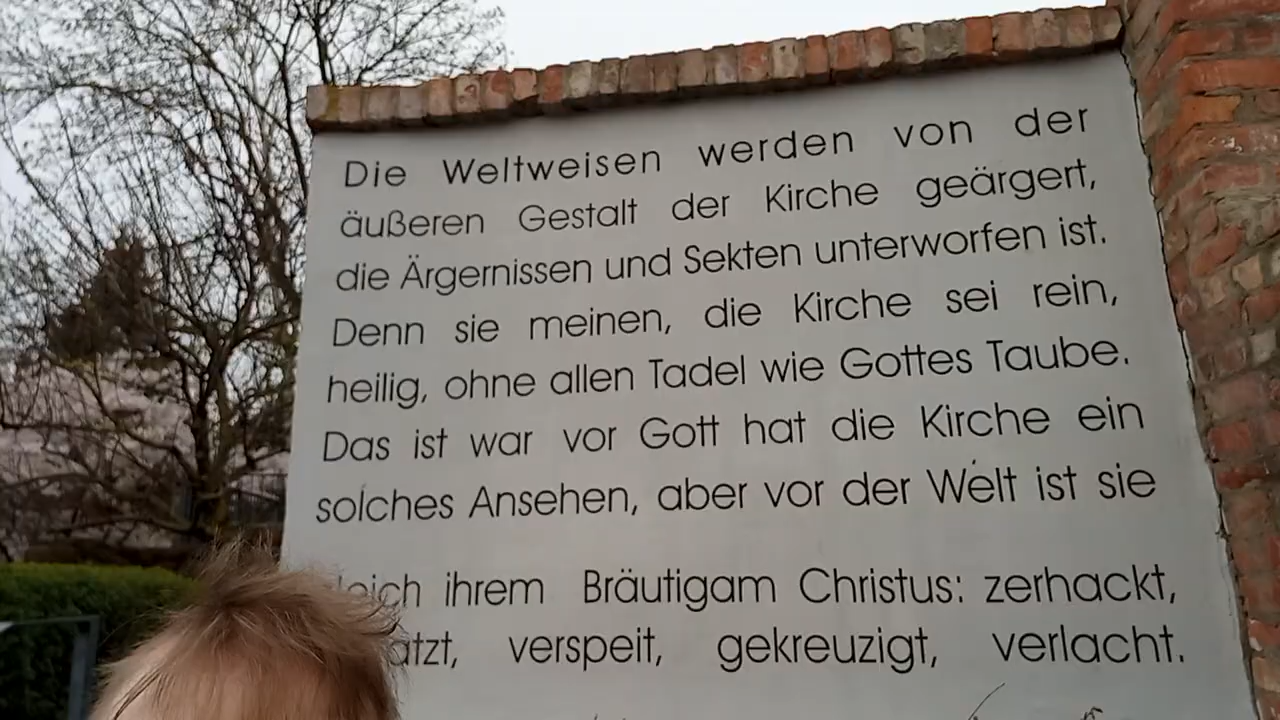 Die Weltweisen werden von der
äußeren Gestalt der Kirche geärgert,
die Ärgernissen und Sekten unterworfen ist.
Denn sie meinen, die Kirche sei rein,
heilig, ohne allen Tadel wie Gottes Taube.
Das ist war vor Gott hat die Kirche ein
solches Ansehen, aber vor der Welt ist sie
ihrem Bräutigam Christus: zerhackt,
verspeit, gekreuzigt, verlacht.